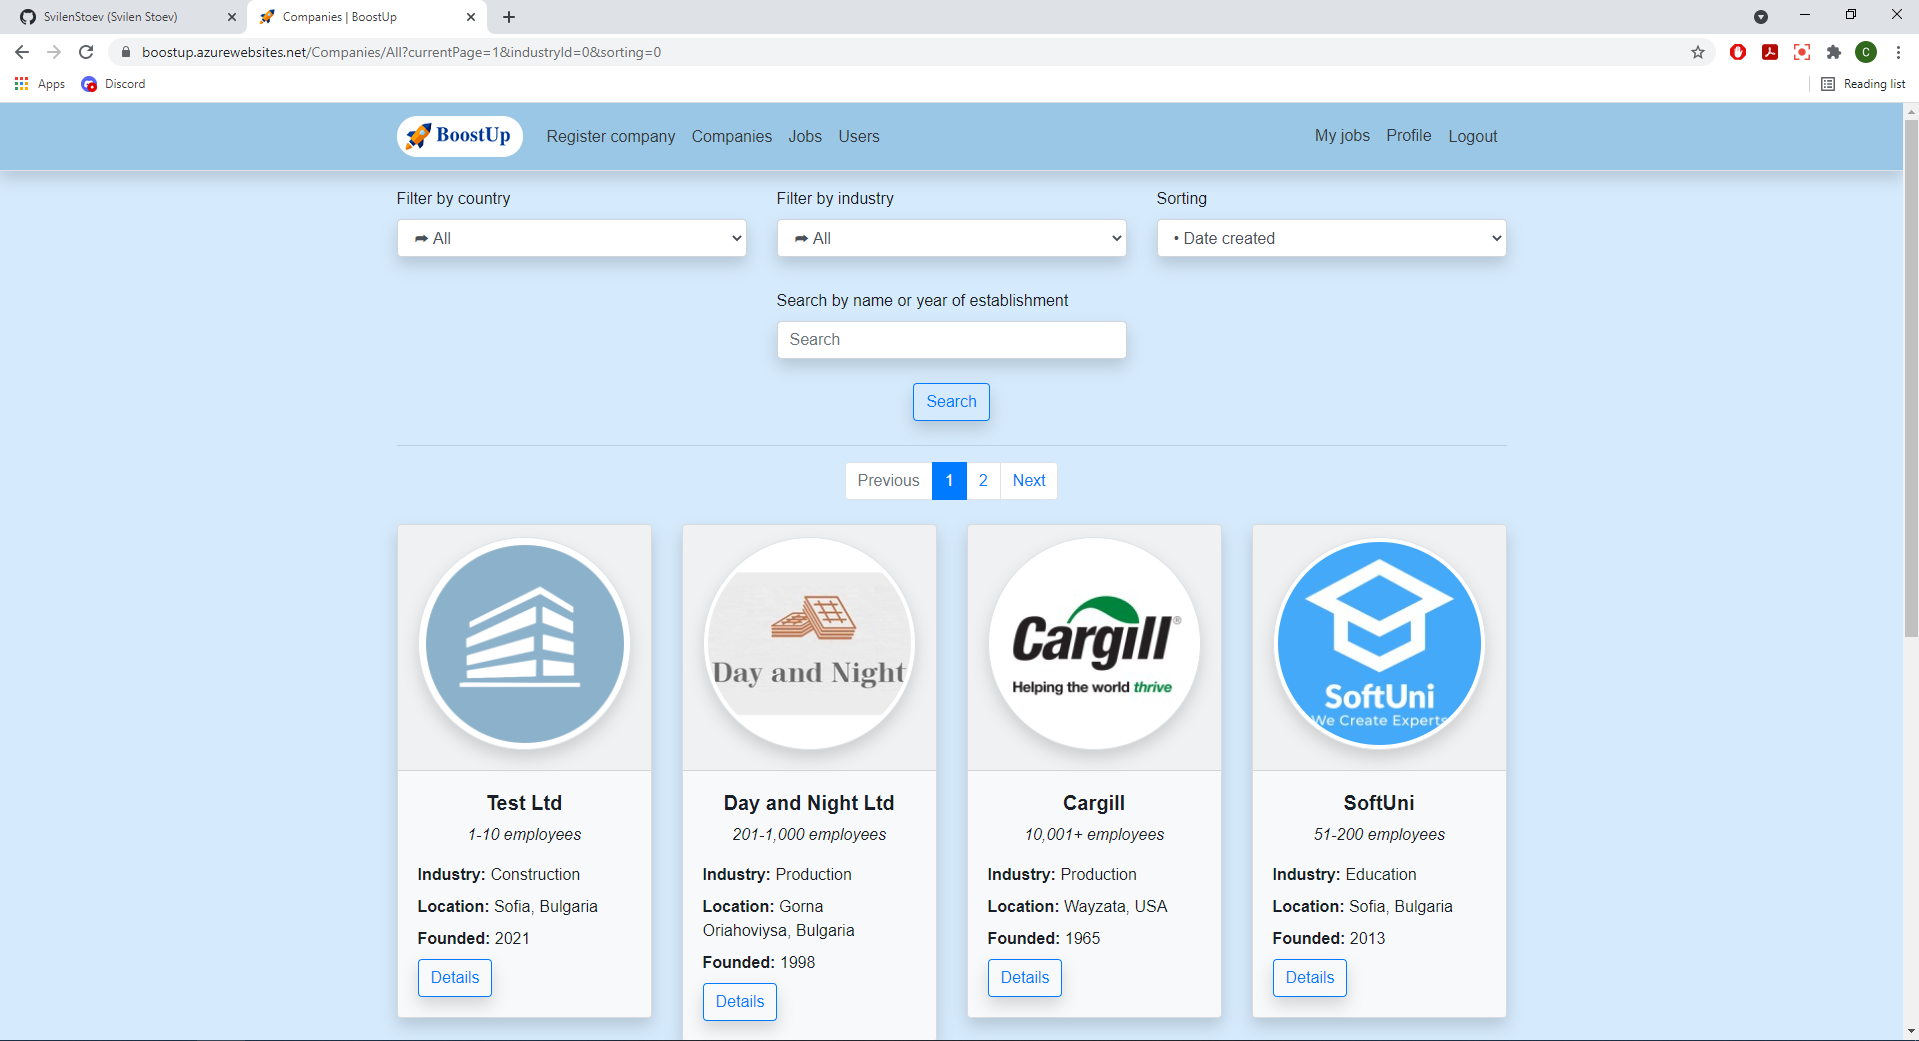 SvilenStoev (Svilen Stoev)
Companies | BoostUp
boostup.azurewebsites.net/Companies/All?currentPage=1&industryId=0&sorting=0
C
Apps
Discord
Reading list
BoostUp
Register company
Companies
Jobs
Users
My jobs
Profile
Logout
Filter by country
Filter by industry
Sorting
➦ All
➦ All
• Date created
Search by name or year of establishment
Search
Search
Previous
1
2
Next
Day and Night
Cargill®
Helping the world thrive
SoftUni
We Create Experts
Test Ltd
1-10 employees
Industry: Construction
Location: Sofia, Bulgaria
Founded: 2021
Details
Day and Night Ltd
201-1,000 employees
Industry: Production
Location: Gorna
Oriahoviysa, Bulgaria
Founded: 1998
Details
Cargill
10,001+ employees
Industry: Production
Location: Wayzata, USA
Founded: 1965
Details
SoftUni
51-200 employees
Industry: Education
Location: Sofia, Bulgaria
Founded: 2013
Details